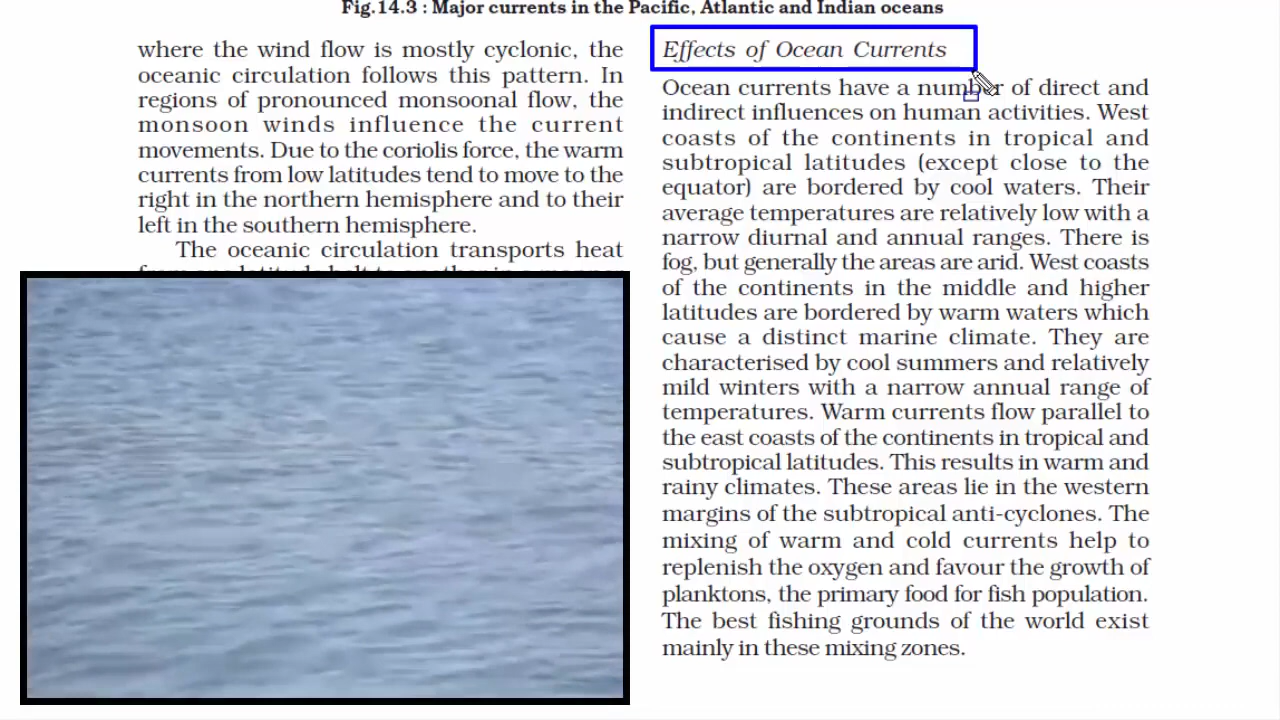 Fig.14.3 : Major currents in the Pacific, Atlantic and Indian oceans
where the wind flow is mostly cyclonic, the
oceanic circulation follows this pattern. In
regions of pronounced monsoonal flow, the
monsoon winds influence the current
movements. Due to the coriolis force, the warm
currents from low latitudes tend to move to the
right in the northern hemisphere and to their
left in the southern hemisphere.
The oceanic circulation transports heat
Effects of Ocean Currents
Ocean currents have a number of direct and
indirect influences on human activities. West
coasts of the continents in tropical and
subtropical latitudes (except close to the
equator) are bordered by cool waters. Their
average temperatures are relatively low with a
narrow diurnal and annual ranges. There is
fog, but generally the areas are arid. West coasts
of the continents in the middle and higher
latitudes are bordered by warm waters which
cause a distinct marine climate. They are
characterised by cool summers and relatively
mild winters with a narrow annual range of
temperatures. Warm currents flow parallel to
the east coasts of the continents in tropical and
subtropical latitudes. This results in warm and
rainy climates. These areas lie in the western
margins of the subtropical anti-cyclones. The
mixing of warm and cold currents help to
replenish the oxygen and favour the growth of
planktons, the primary food for fish population.
The best fishing grounds of the world exist
mainly in these mixing zones.